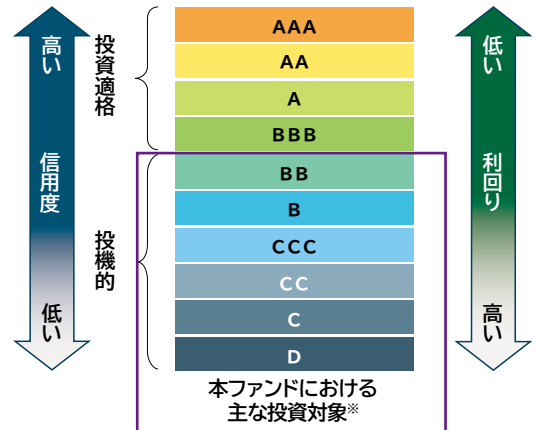 高い
信用度
低い
投資適格
投機的
AAA
AA
A
BBB
BB
B
CCC
CC
C
D
本ファンドにおける
主な投資対象※
低い
利回り
高い